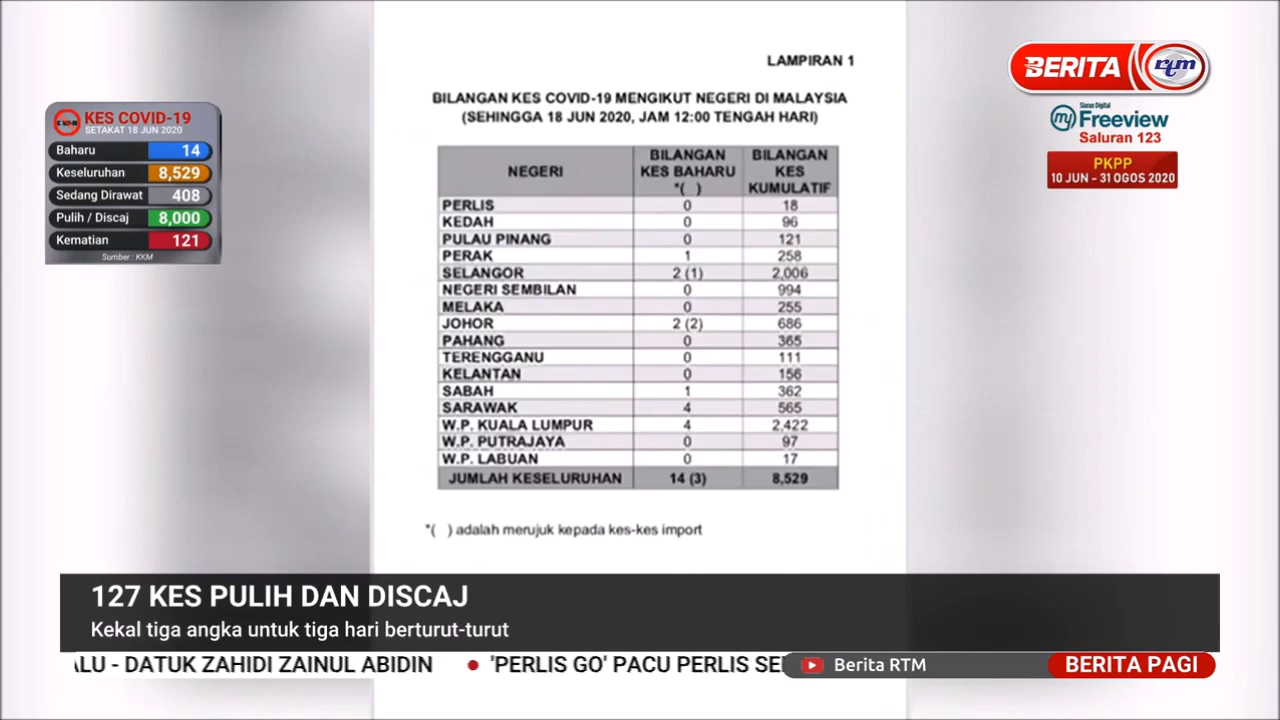 LAMPIRAN 1
BILANGAN KES COVID-19 MENGIKUT NEGERI DI MALAYSIA
(SEHINGGA 18 JUN 2020, JAM 12:00 TENGAH HARI)
NEGERI BILANGAN KES BAHARU *( ) BILANGAN KES KUMULATIF
PERLIS 0 18
KEDAH 0 96
PULAU PINANG 0 121
PERAK 1 258
SELANGOR 2 (1) 2,006
NEGERI SEMBILAN 0 994
MELAKA 0 255
JOHOR 2 (2) 686
PAHANG 0 365
TERENGGANU 0 111
KELANTAN 0 156
SABAH 1 362
SARAWAK 4 565
W.P. KUALA LUMPUR 4 2,422
W.P. PUTRAJAYA 0 97
W.P. LABUAN 0 17
JUMLAH KESELURUHAN 14 (3) 8,529
*( ) adalah merujuk kepada kes-kes import
KES COVID-19
SETAKAT 18 JUN 2020
Baharu 14
Keseluruhan 8,529
Sedang Dirawat 408
Pulih / Discaj 8,000
Kematian 121
Sumber : KKM
BERITA rtm
Siaran Digital
my Freeview
Saluran 123
PKPP
10 JUN - 31 OGOS 2020
127 KES PULIH DAN DISCAJ
Kekal tiga angka untuk tiga hari berturut-turut
ALU - DATUK ZAHIDI ZAINUL ABIDIN • 'PERLIS GO' PACU PERLIS SE
Berita RTM
BERITA PAGI